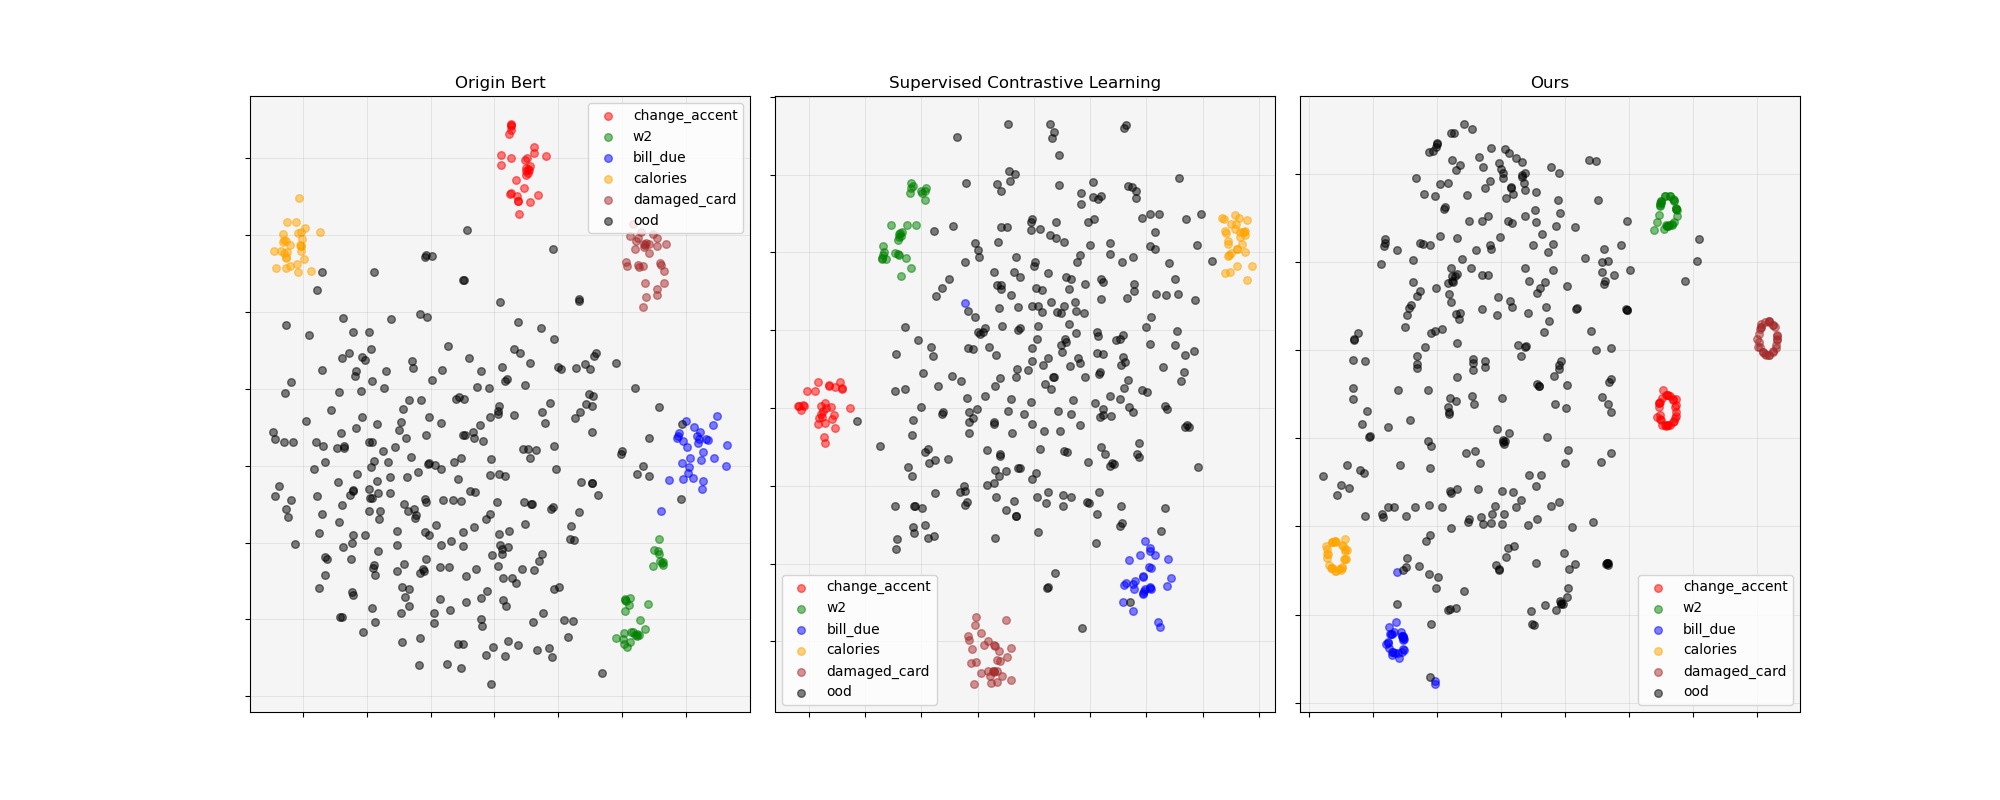 Origin Bert
change_accent
w2
bill_due
calories
damaged_card
ood
Supervised Contrastive Learning
change_accent
w2
bill_due
calories
damaged_card
ood
Ours
change_accent
w2
bill_due
calories
damaged_card
ood